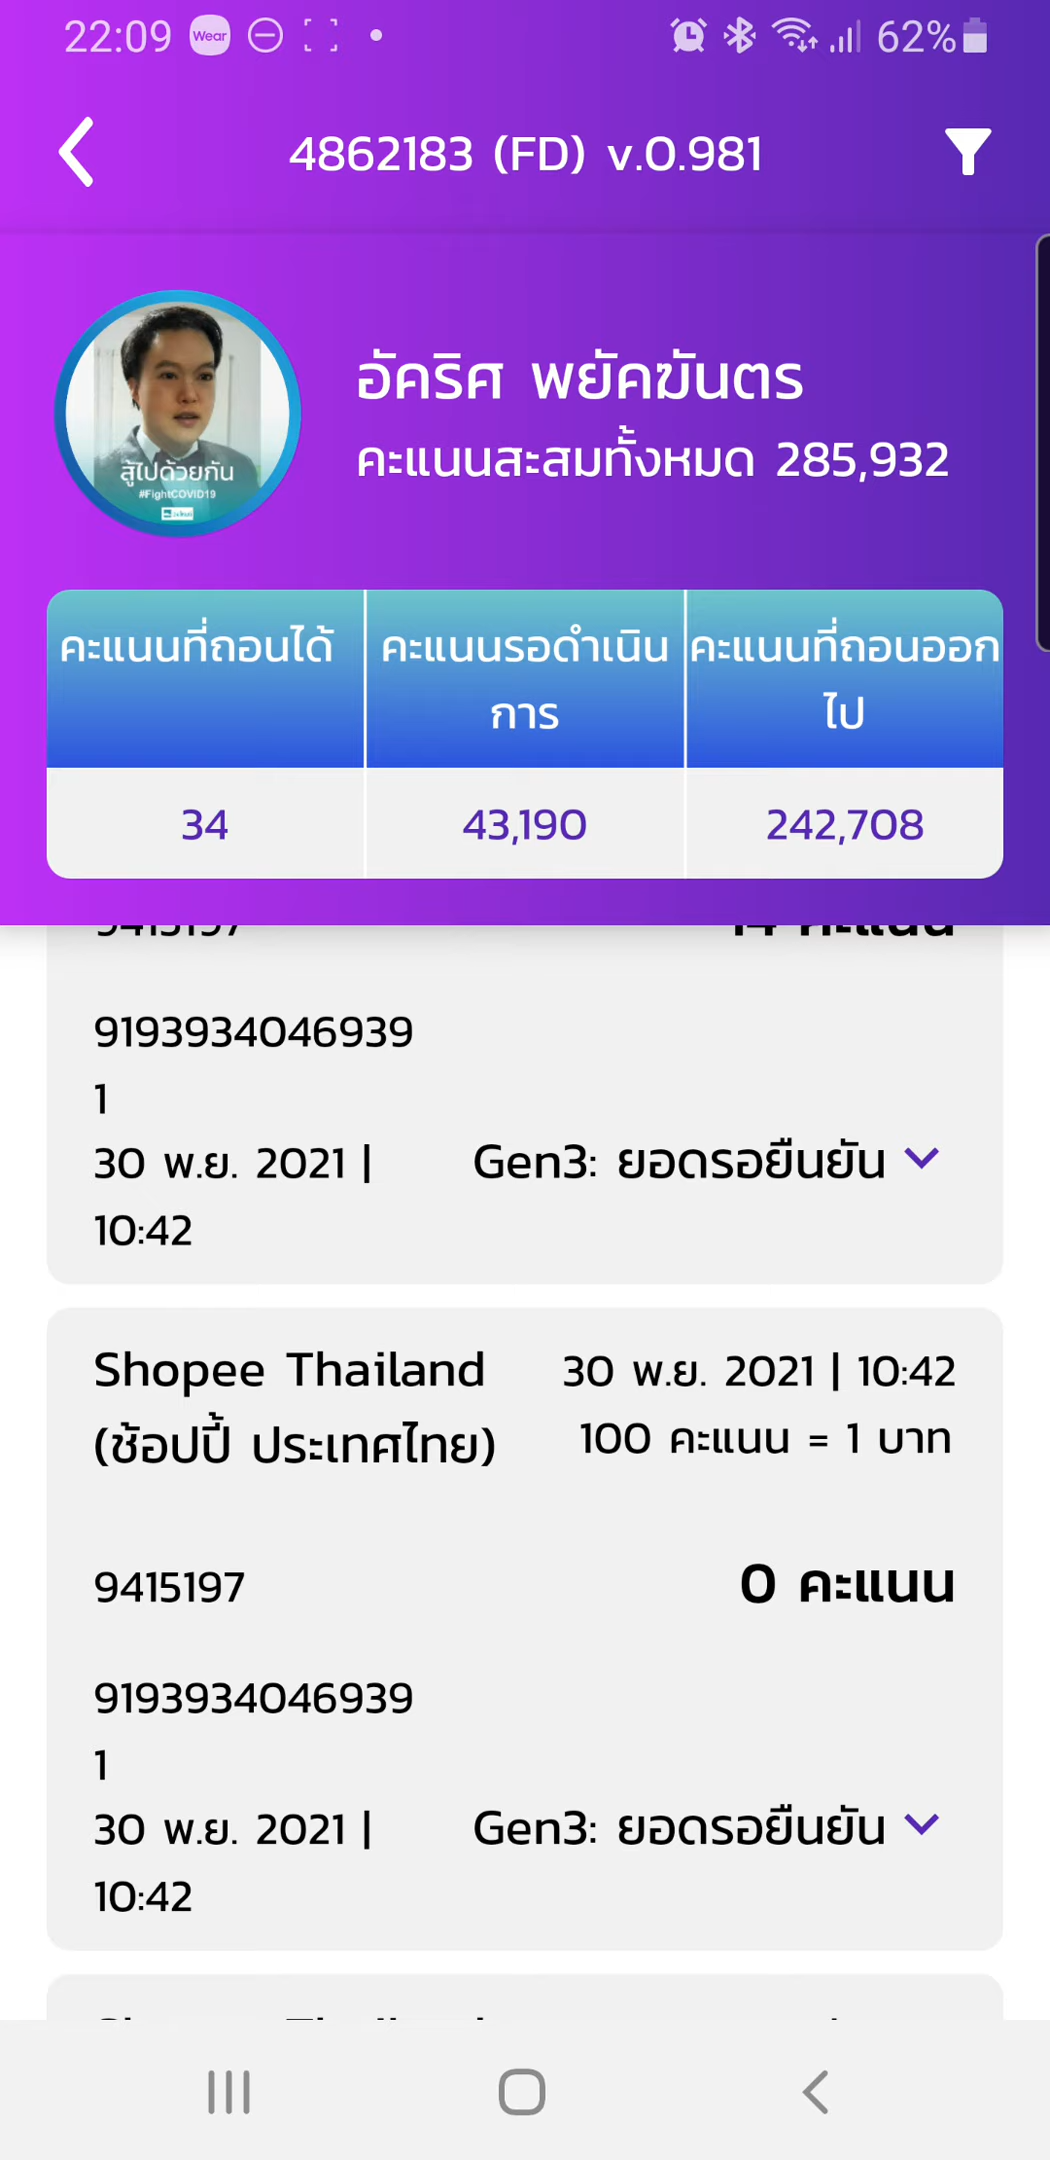 22:09 Wear 62%
4862183 (FD) v.0.981
อัคริศ พยัคฆันตร
คะแนนสะสมทั้งหมด 285,932
สู้ไปด้วยกัน
#FightCOVID19
คะแนนที่ถอนได้ คะแนนรอดำเนิน คะแนนที่ถอนออก
การ ไป
34 43,190 242,708
9415197 14 คะแนน
9193934046939
1
30 พ.ย. 2021 | Gen3: ยอดรอยืนยัน
10:42
Shopee Thailand 30 พ.ย. 2021 | 10:42
(ช้อปปี้ ประเทศไทย) 100 คะแนน = 1 บาท
9415197 0 คะแนน
9193934046939
1
30 พ.ย. 2021 | Gen3: ยอดรอยืนยัน
10:42